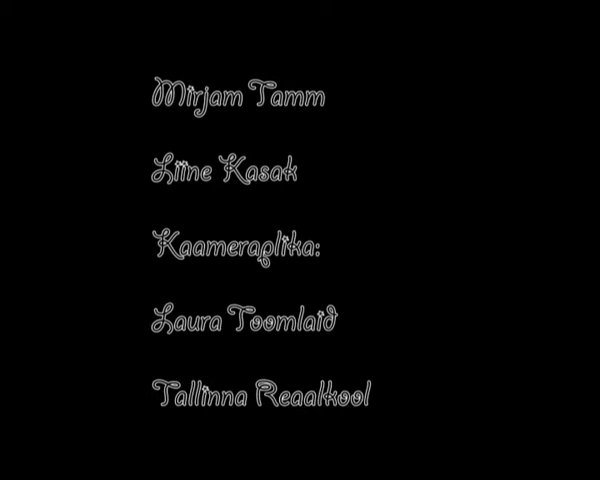 Mirjam Tamm
Liine Kasak
Kaameraplika:
Laura Toomlaid
Tallinna Reaalkool